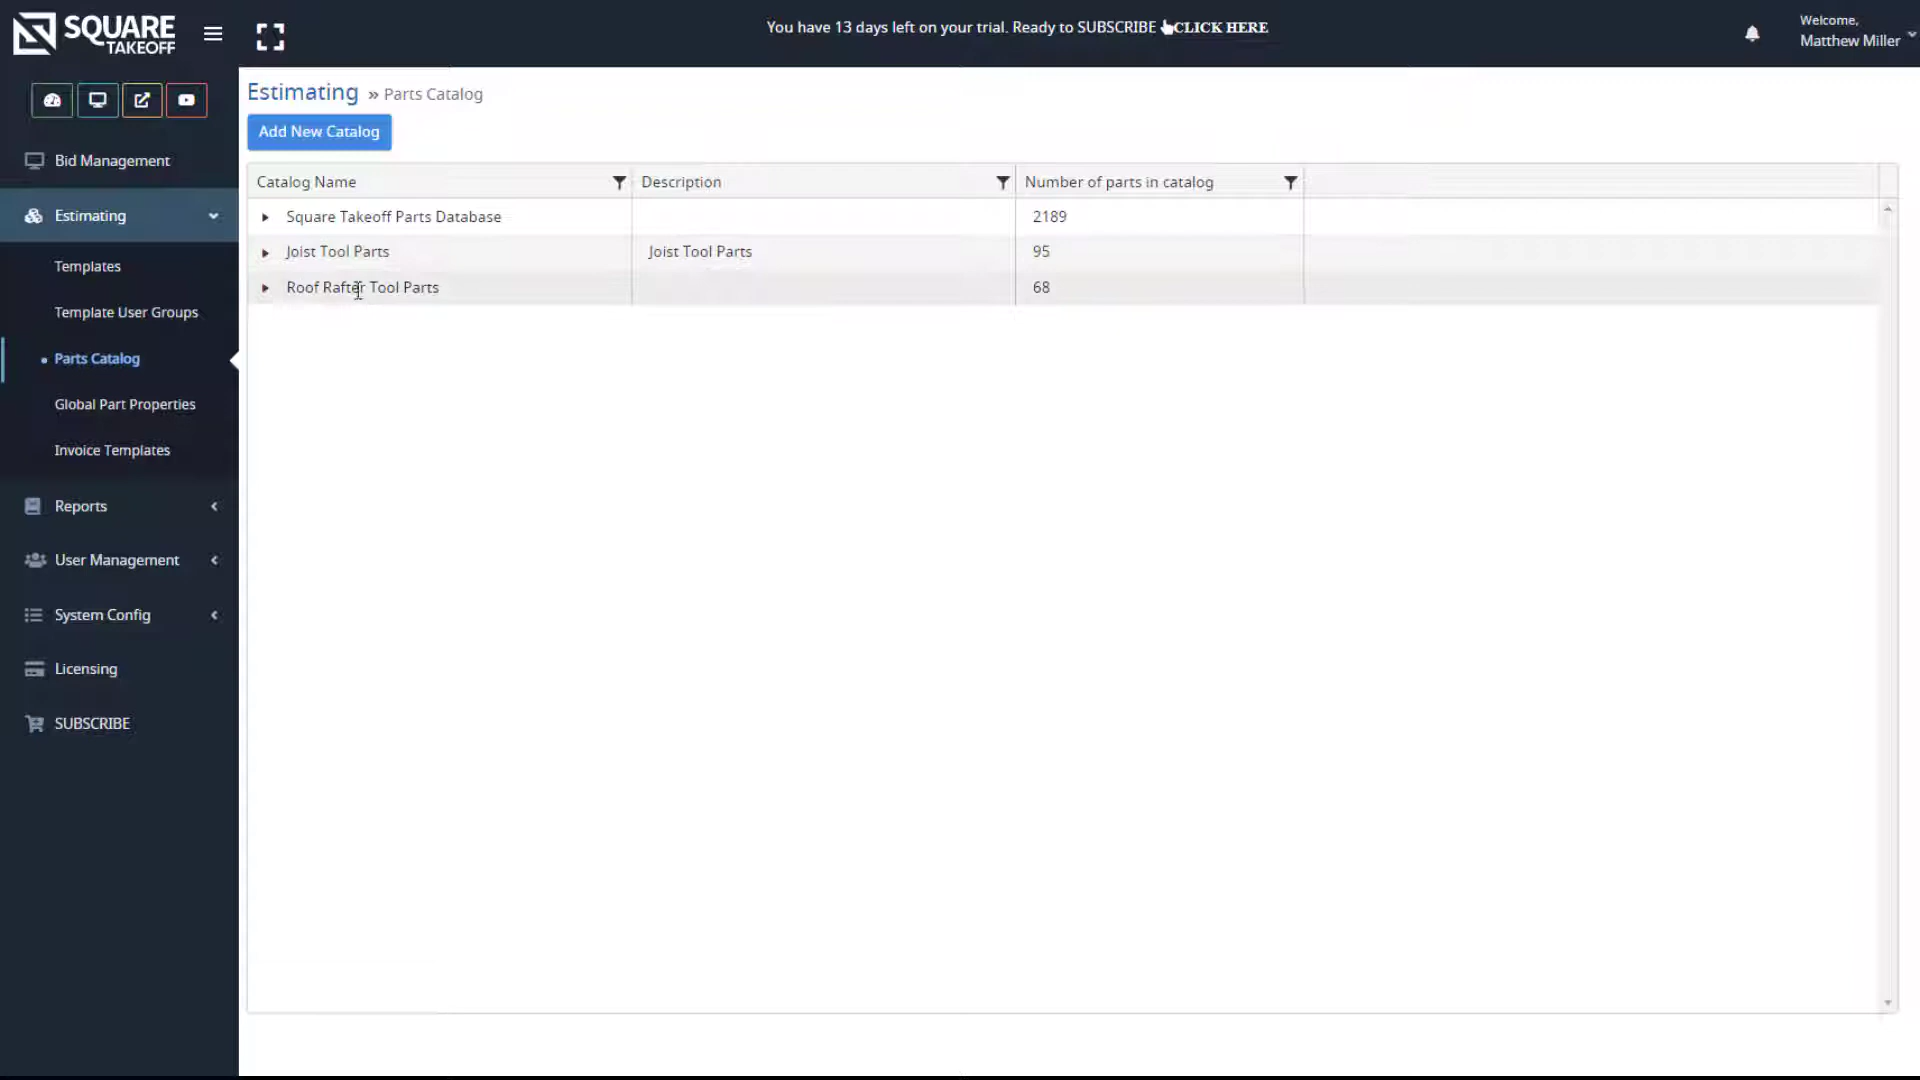 SQUARE
TAKEOFF
You have 13 days left on your trial. Ready to SUBSCRIBE CLICK HERE
Welcome,
Matthew Miller
Bid Management
Estimating
Templates
Template User Groups
Parts Catalog
Global Part Properties
Invoice Templates
Reports
User Management
System Config
Licensing
SUBSCRIBE
Estimating » Parts Catalog
Add New Catalog
Catalog Name Description Number of parts in catalog
Square Takeoff Parts Database 2189
Joist Tool Parts Joist Tool Parts 95
Roof Rafter Tool Parts 68